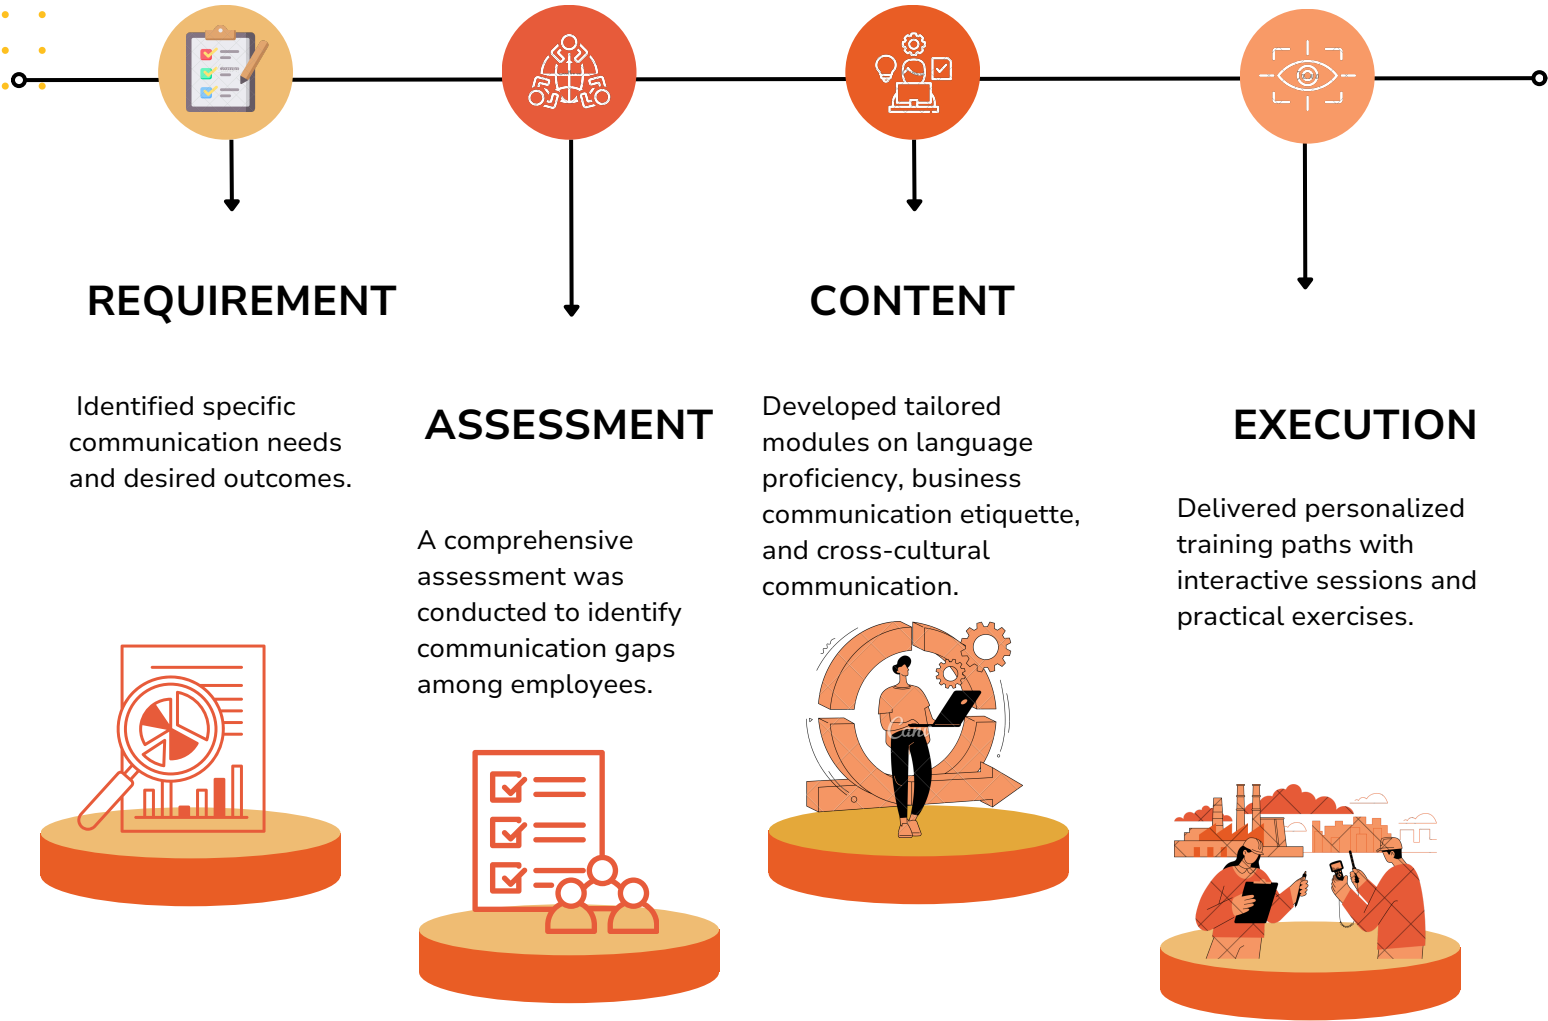 REQUIREMENT
Identified specific
communication needs
and desired outcomes.
ASSESSMENT
A comprehensive
assessment was
conducted to identify
communication gaps
among employees.
CONTENT
Developed tailored
modules on language
proficiency, business
communication etiquette,
and cross-cultural
communication.
EXECUTION
Delivered personalized
training paths with
interactive sessions and
practical exercises.